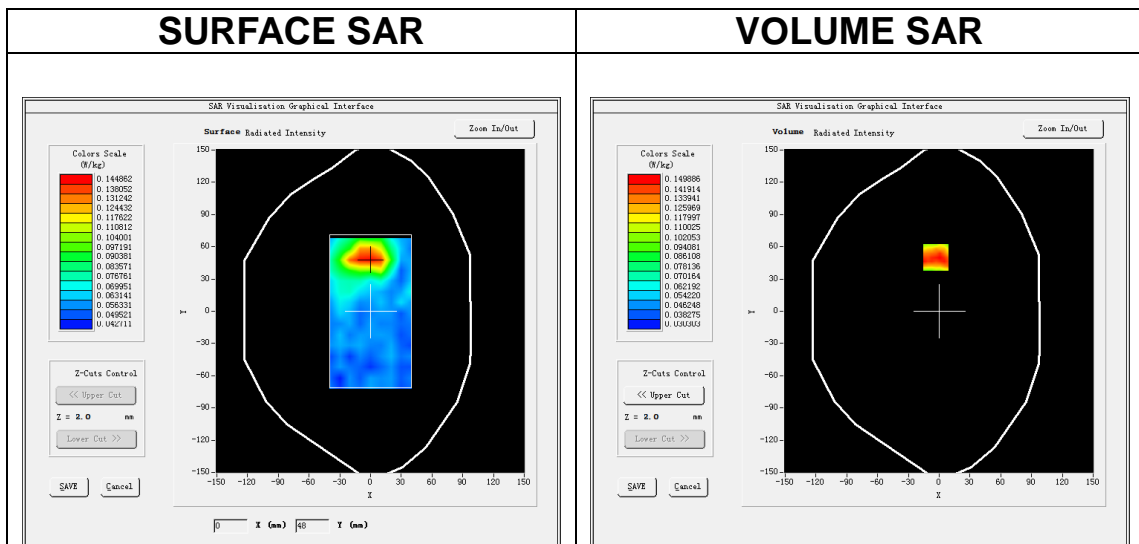 SURFACE SAR
VOLUME SAR
SAR Visualisation Graphical Interface
Surface Radiated Intensity
Zoom In/Out
Colors Scale
(W/kg)
0.144862
0.138052
0.131242
0.124432
0.117622
0.110812
0.104001
0.097191
0.090381
0.083571
0.076761
0.069951
0.063141
0.056331
0.049521
0.042711
150
120
90
60
30
0
-30
-60
-90
-120
-150
Y
-150 -120 -90 -60 -30 0 30 60 90 120 150
X
Z-Cuts Control
<< Upper Cut
Z = 2.0 mm
Lower Cut >>
SAVE Cancel
0 X (mm) 48 Y (mm)
SAR Visualisation Graphical Interface
Volume Radiated Intensity
Zoom In/Out
Colors Scale
(W/kg)
0.149886
0.141914
0.133941
0.125969
0.117997
0.110025
0.102053
0.094081
0.086108
0.078136
0.070164
0.062192
0.054220
0.046248
0.038275
0.030303
150
120
90
60
30
0
-30
-60
-90
-120
-150
Y
-150 -120 -90 -60 -30 0 30 60 90 120 150
X
Z-Cuts Control
<< Upper Cut
Z = 2.0 mm
Lower Cut >>
SAVE Cancel